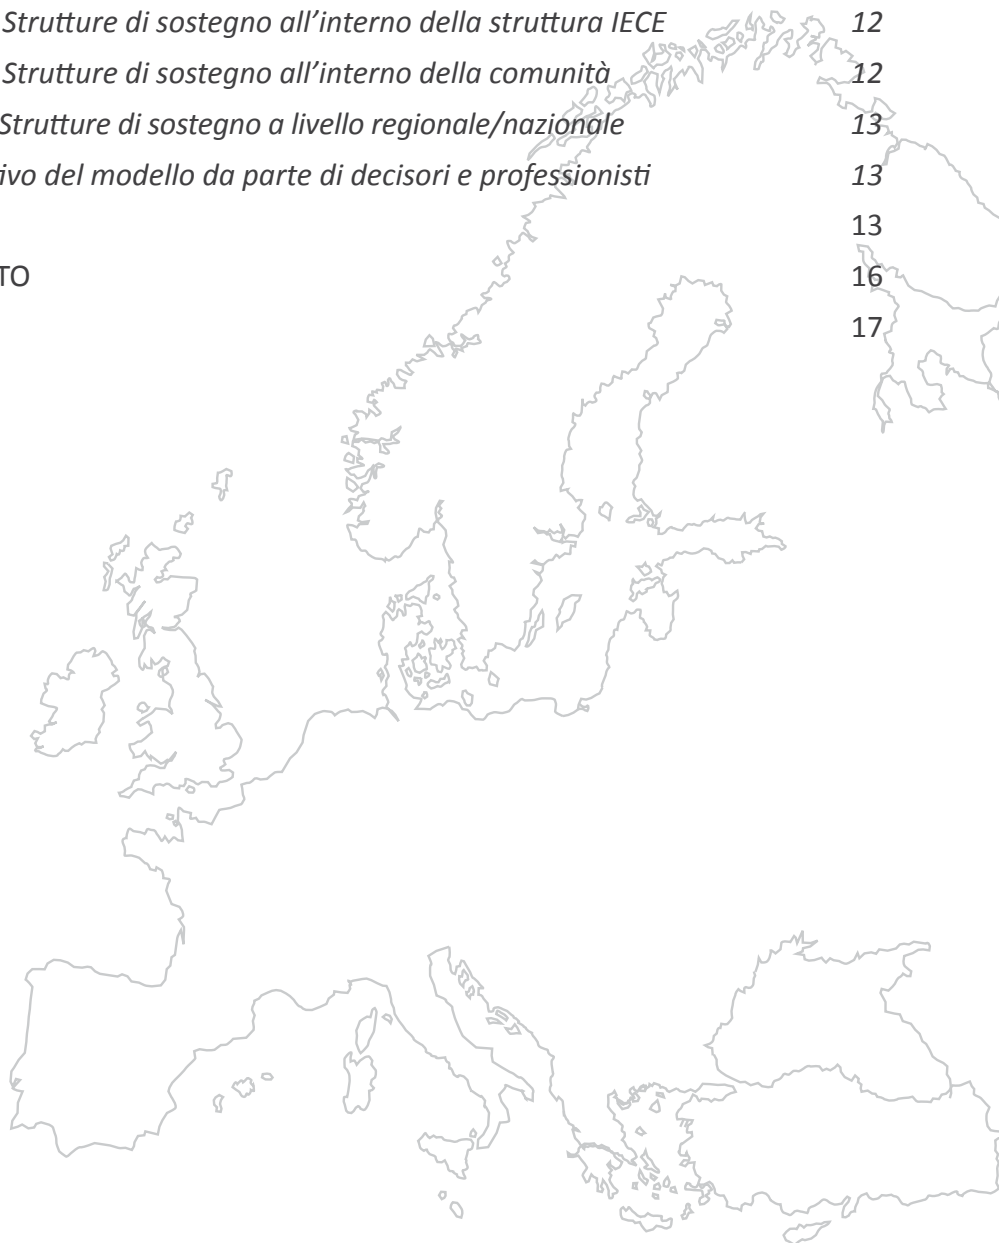 Strutture di sostegno all’interno della struttura IECE 12
Strutture di sostegno all’interno della comunità 12
Strutture di sostegno a livello regionale/nazionale 13
ivo del modello da parte di decisori e professionisti 13
13
TO 16
17